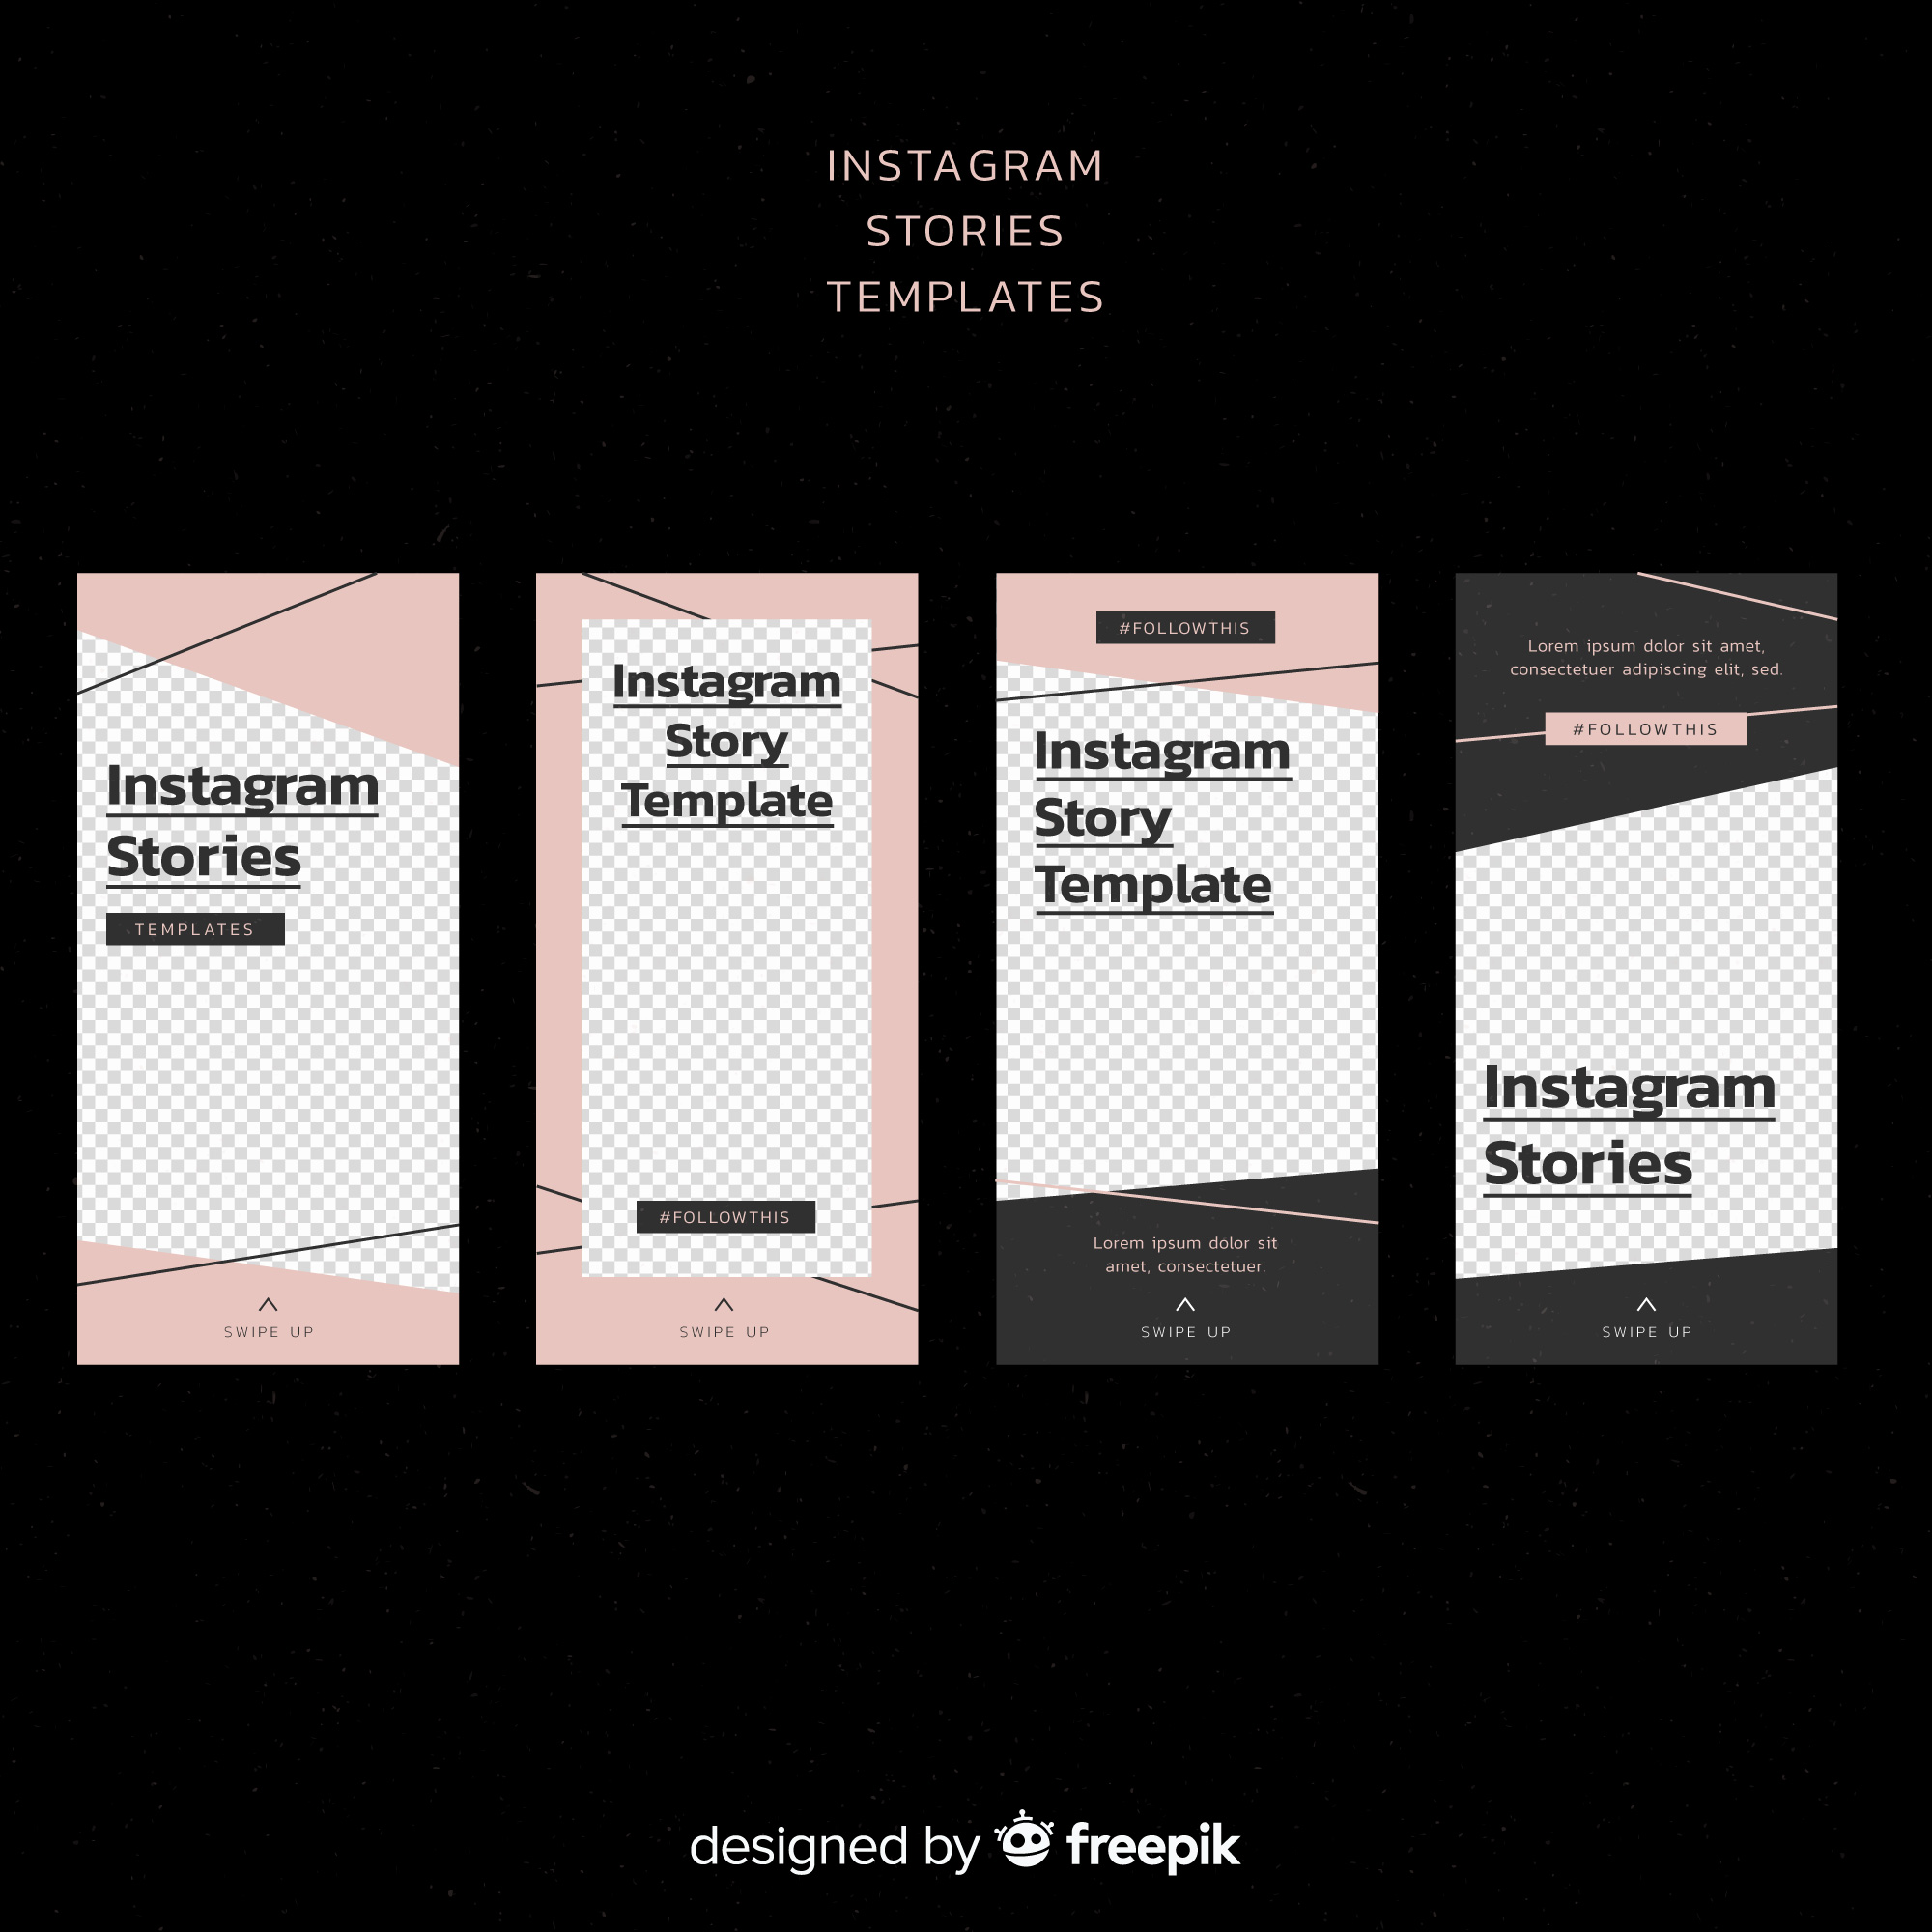 INSTAGRAM
STORIES
TEMPLATES
Instagram
Stories
TEMPLATES
SWIPE UP
Instagram
Story
Template
#FOLLOWTHIS
SWIPE UP
#FOLLOWTHIS
Instagram
Story
Template
Lorem ipsum dolor sit
amet, consectetuer.
SWIPE UP
Lorem ipsum dolor sit amet,
consectetuer adipiscing elit, sed.
#FOLLOWTHIS
Instagram
Stories
SWIPE UP
designed by freepik